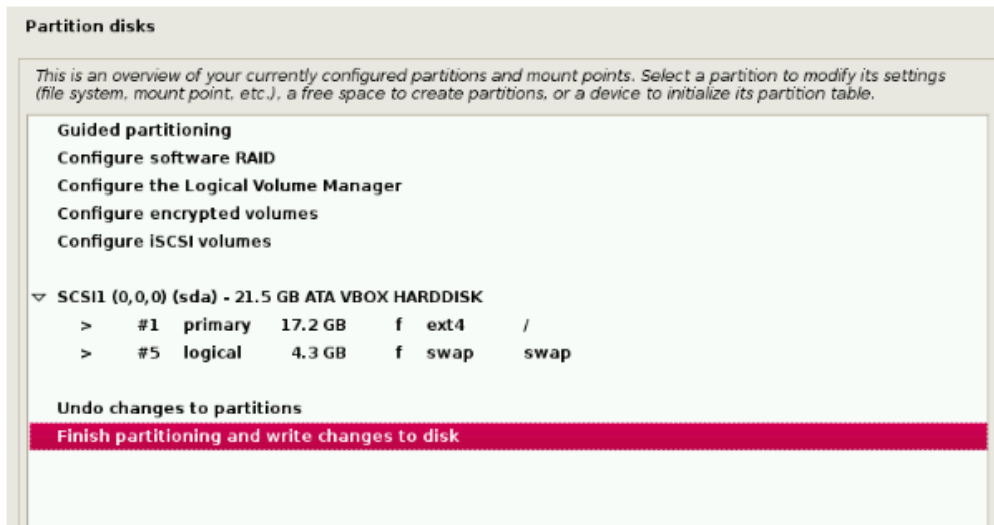 Partition disks
This is an overview of your currently configured partitions and mount points. Select a partition to modify its settings
(file system, mount point, etc.), a free space to create partitions, or a device to initialize its partition table.
Guided partitioning
Configure software RAID
Configure the Logical Volume Manager
Configure encrypted volumes
Configure iSCSI volumes
SCSI1 (0,0,0) (sda) - 21.5 GB ATA VBOX HARDDISK
> #1 primary 17.2 GB f ext4 /
> #5 logical 4.3 GB f swap swap
Undo changes to partitions
Finish partitioning and write changes to disk